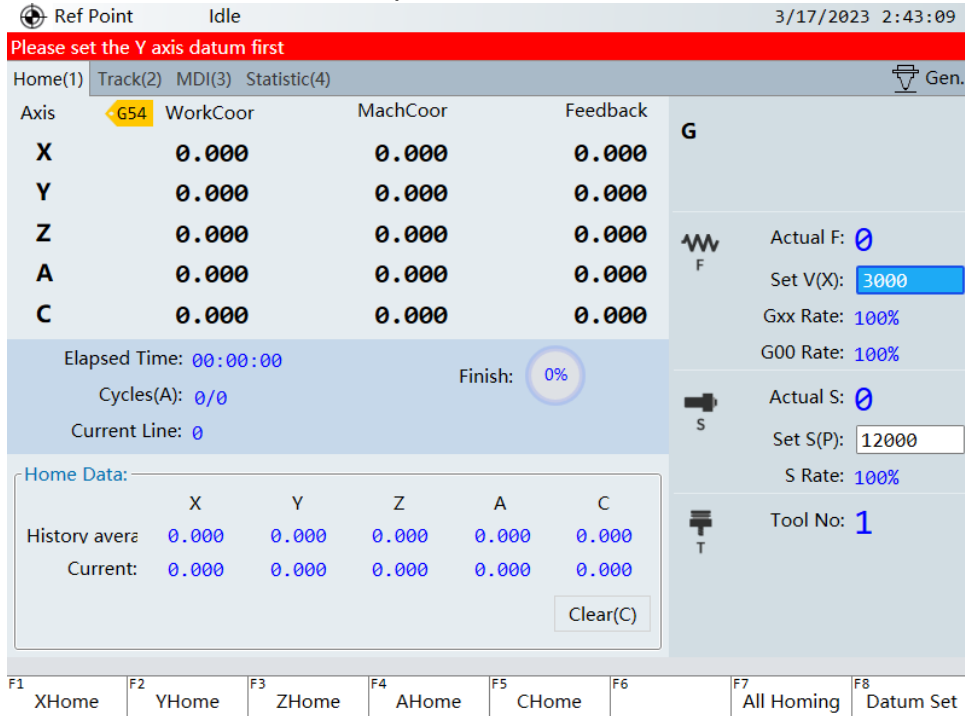 Ref Point Idle 3/17/2023 2:43:09
Please set the Y axis datum first
Home(1) Track(2) MDI(3) Statistic(4) Gen.
Axis G54 WorkCoor MachCoor Feedback
X 0.000 0.000 0.000
Y 0.000 0.000 0.000
Z 0.000 0.000 0.000
A 0.000 0.000 0.000
C 0.000 0.000 0.000
Elapsed Time: 00:00:00
Cycles(A): 0/0
Current Line: 0
Finish: 0%
Home Data:
X Y Z A C
History avera 0.000 0.000 0.000 0.000 0.000
Current: 0.000 0.000 0.000 0.000 0.000
Clear(C)
G
F
Actual F: 0
Set V(X): 3000
Gxx Rate: 100%
G00 Rate: 100%
S
Actual S: 0
Set S(P): 12000
S Rate: 100%
T
Tool No: 1
F1 XHome F2 YHome F3 ZHome F4 AHome F5 CHome F6 F7 All Homing F8 Datum Set